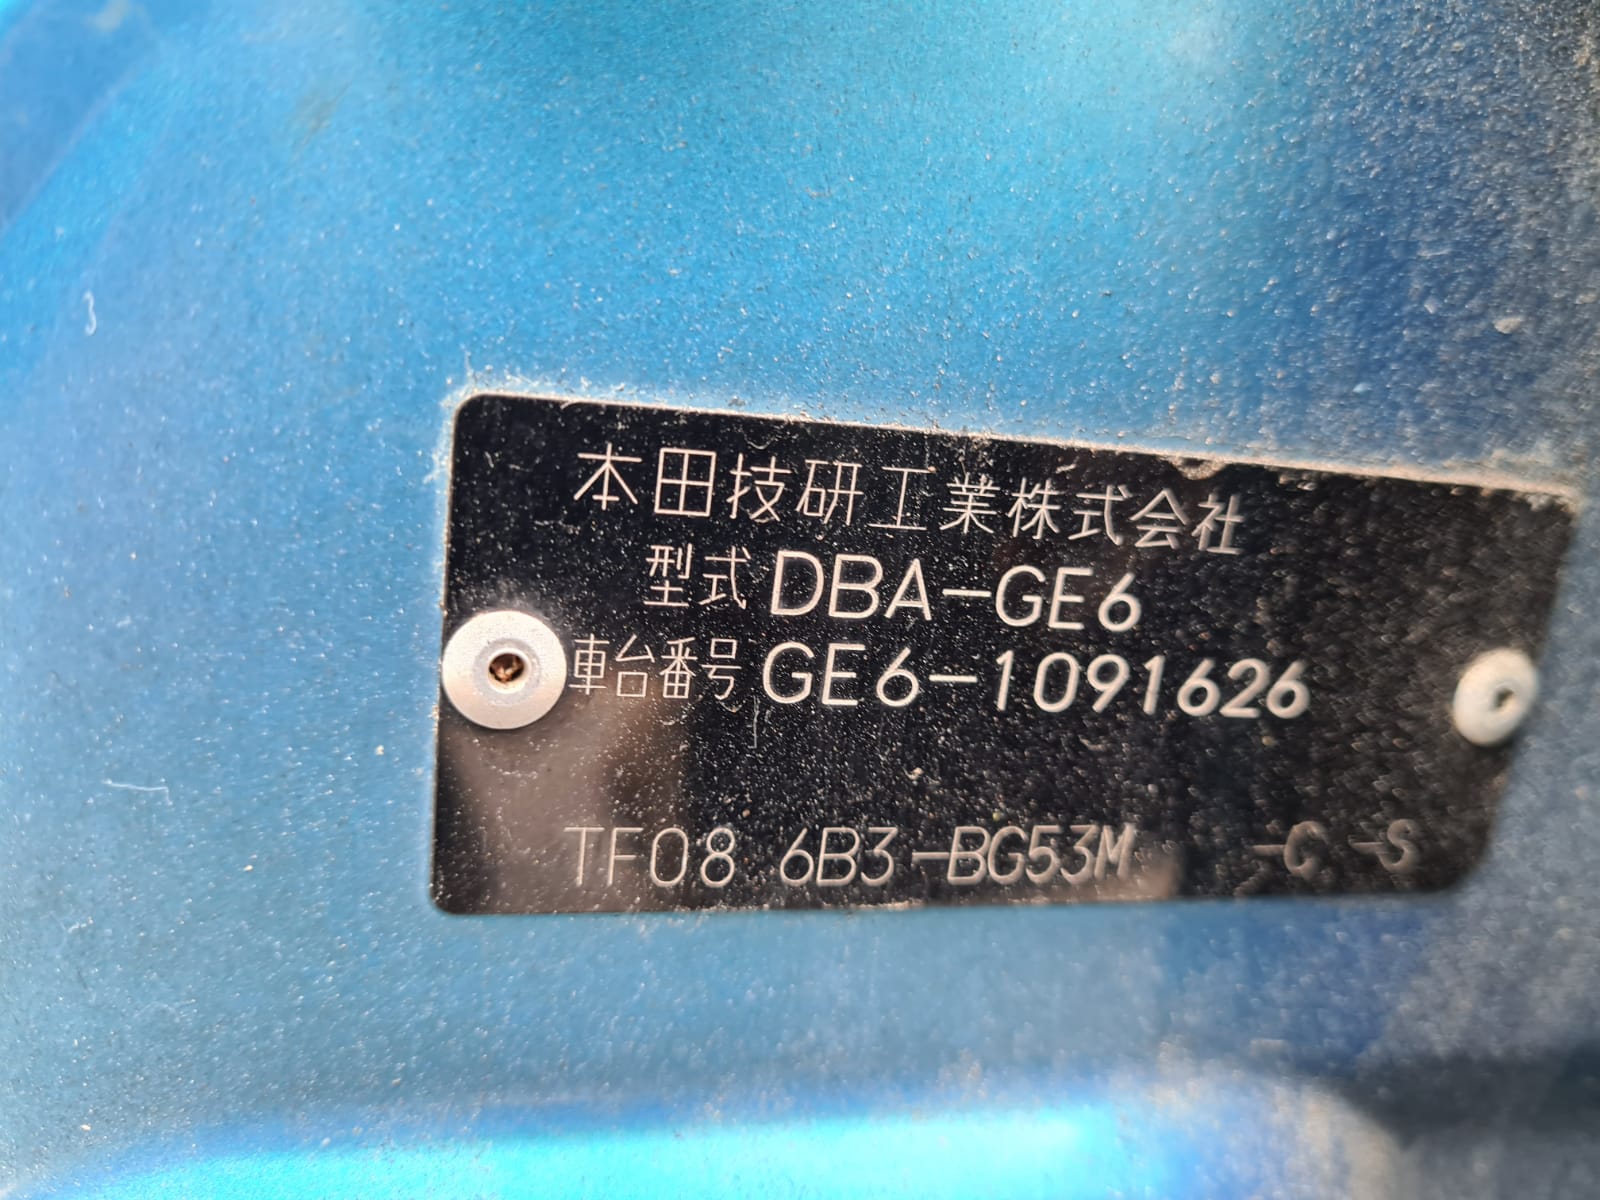 本田技研工業株式会社
型式 DBA-GE6
車台番号 GE6-1091626
TF08 6B3-BG53M -C -S